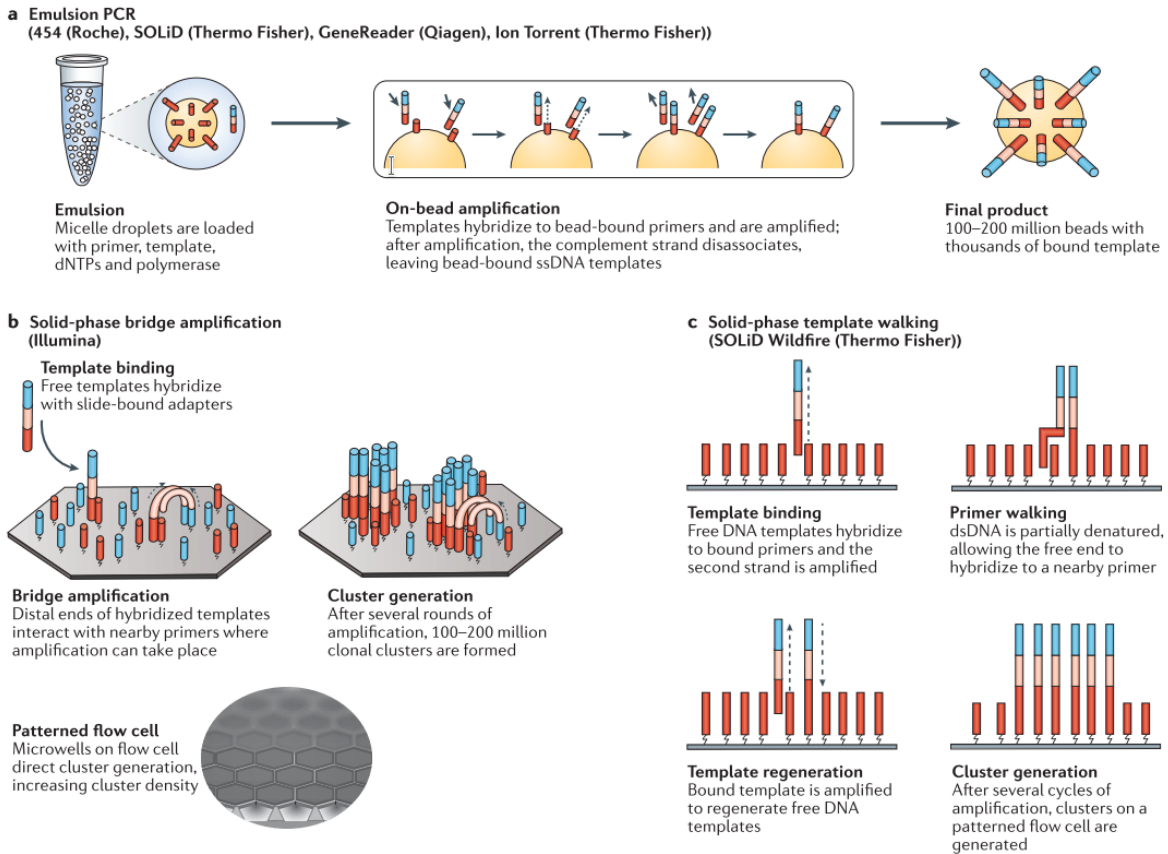 a Emulsion PCR
(454 (Roche), SOLiD (Thermo Fisher), GeneReader (Qiagen), Ion Torrent (Thermo Fisher))
Emulsion
Micelle droplets are loaded
with primer, template,
dNTPs and polymerase
On-bead amplification
Templates hybridize to bead-bound primers and are amplified;
after amplification, the complement strand disassociates,
leaving bead-bound ssDNA templates
Final product
100–200 million beads with
thousands of bound template
b Solid-phase bridge amplification
(Illumina)
Template binding
Free templates hybridize
with slide-bound adapters
Bridge amplification
Distal ends of hybridized templates
interact with nearby primers where
amplification can take place
Cluster generation
After several rounds of
amplification, 100–200 million
clonal clusters are formed
Patterned flow cell
Microwells on flow cell
direct cluster generation,
increasing cluster density
c Solid-phase template walking
(SOLiD Wildfire (Thermo Fisher))
Template binding
Free DNA templates hybridize
to bound primers and the
second strand is amplified
Primer walking
dsDNA is partially denatured,
allowing the free end to
hybridize to a nearby primer
Template regeneration
Bound template is amplified
to regenerate free DNA
templates
Cluster generation
After several cycles of
amplification, clusters on a
patterned flow cell are
generated